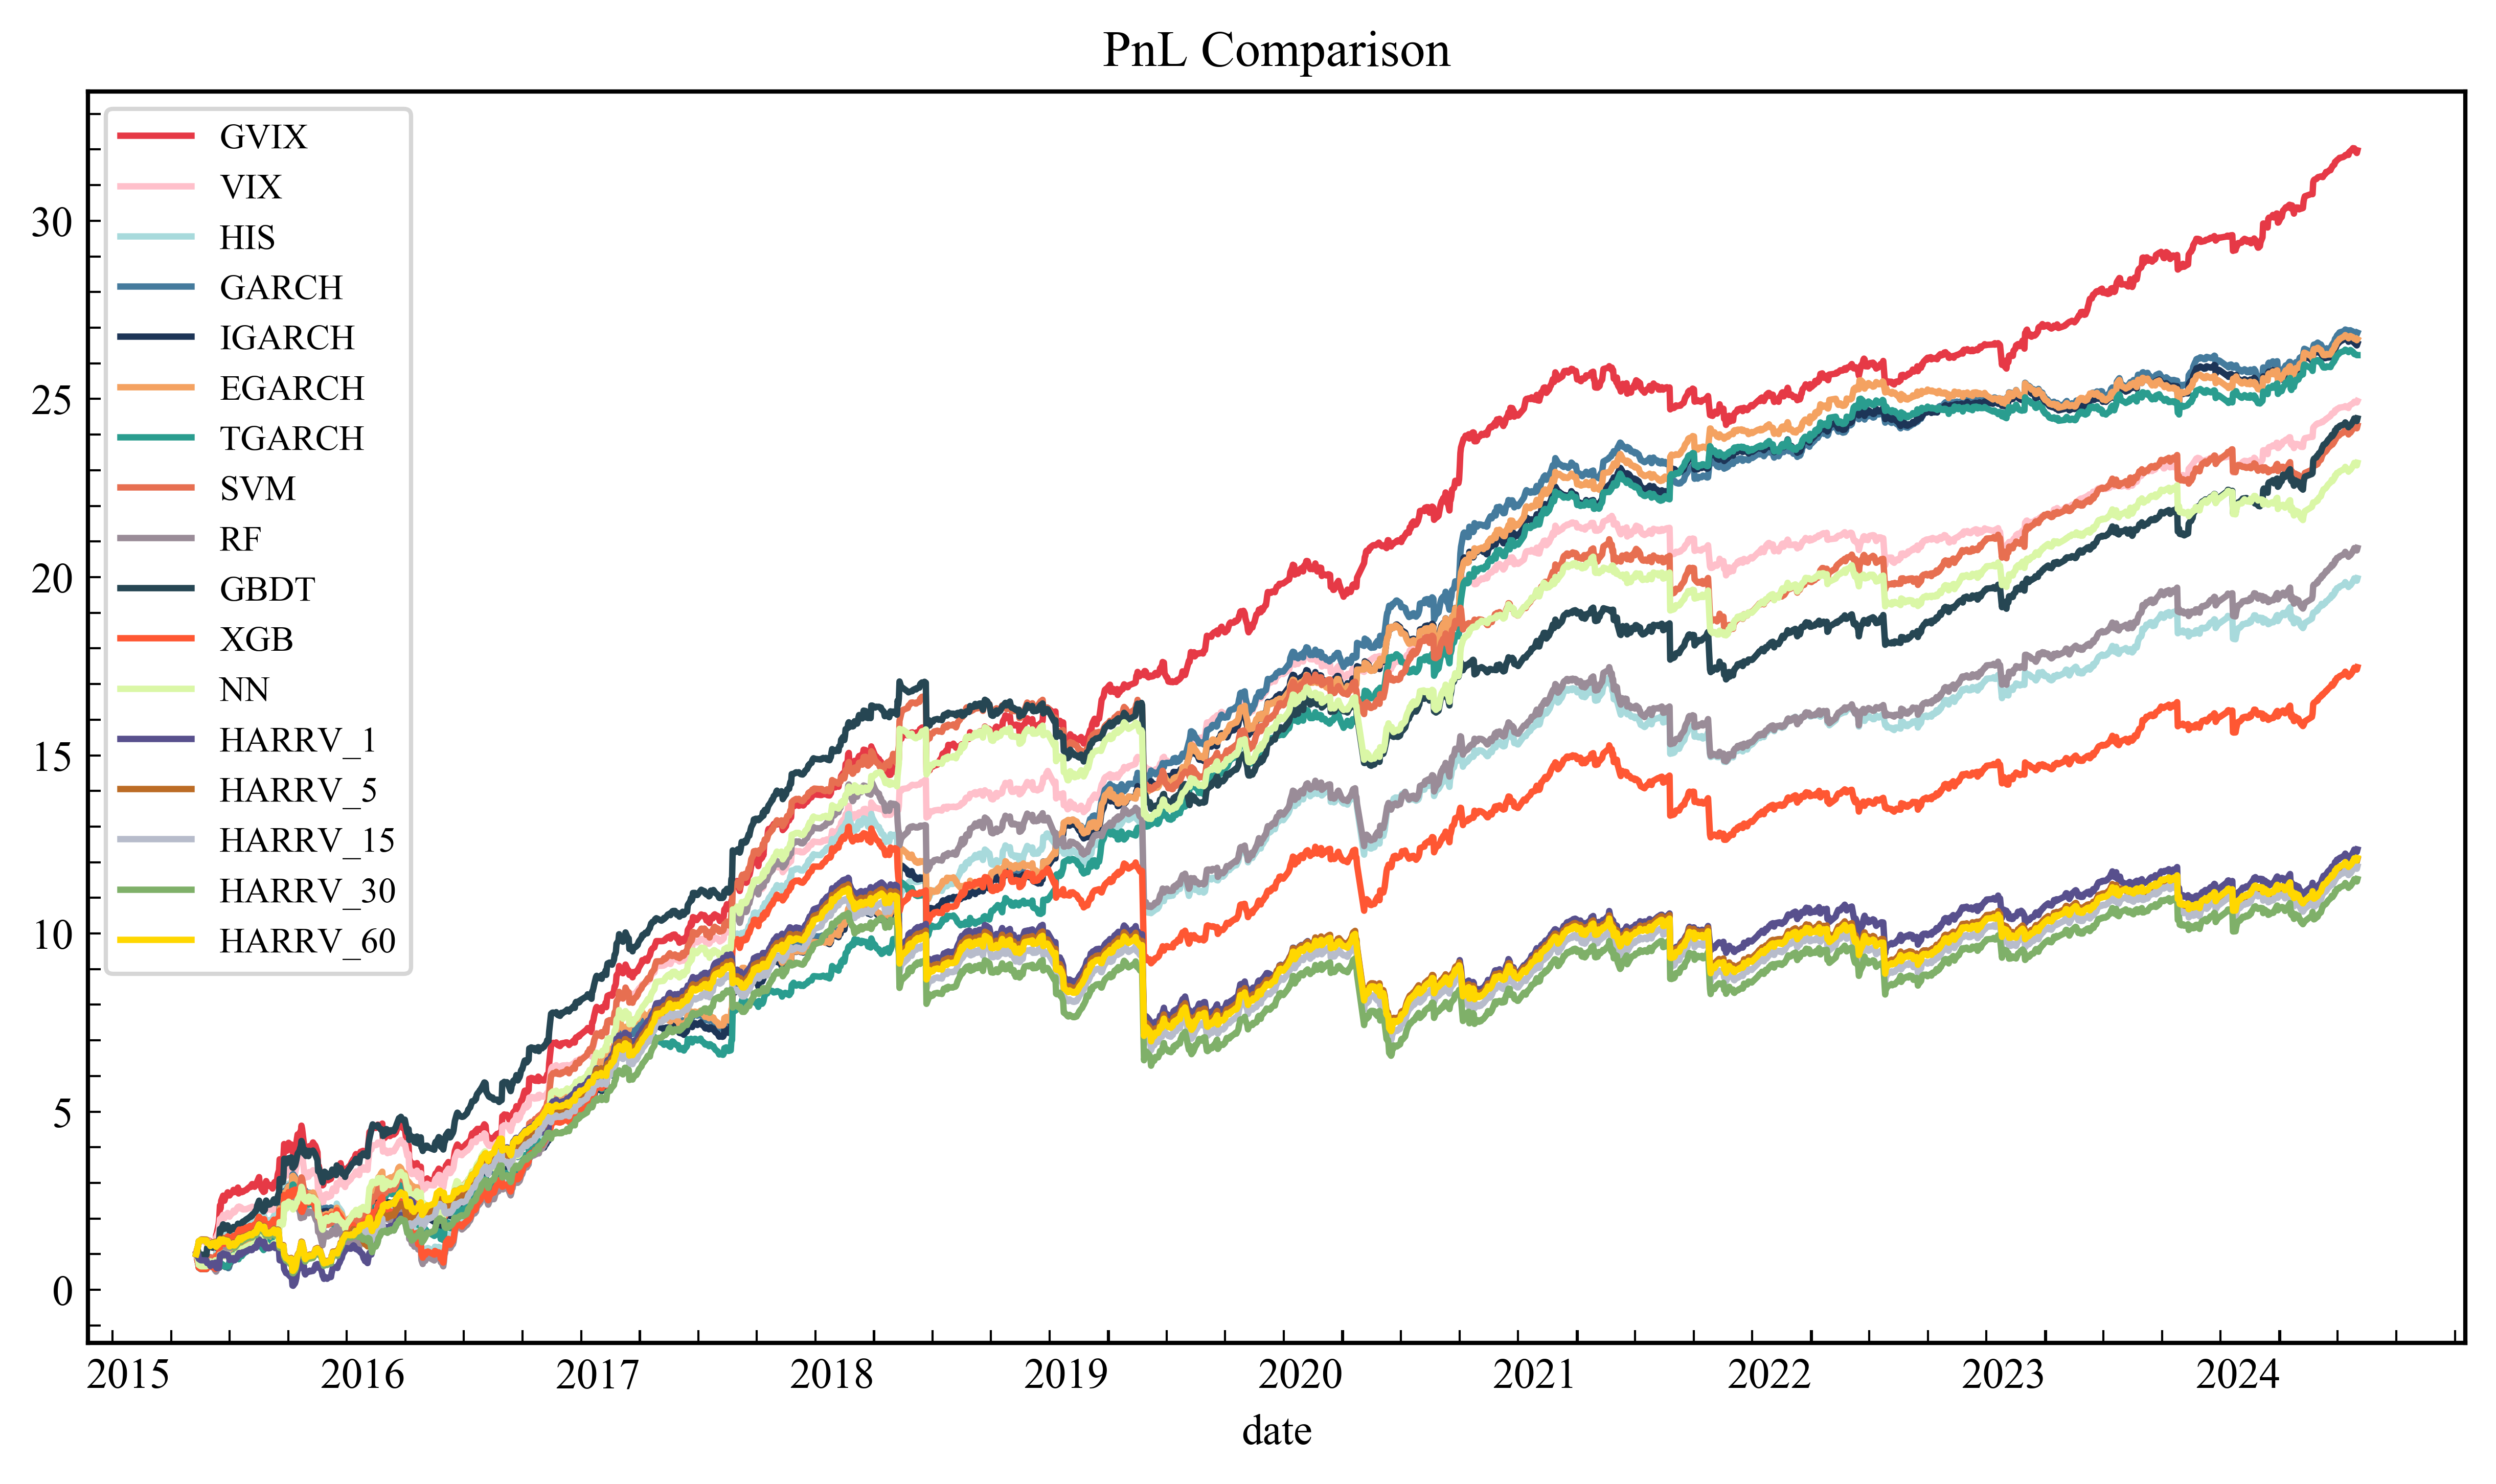 PnL Comparison
GVIX
VIX
HIS
GARCH
IGARCH
EGARCH
TGARCH
SVM
RF
GBDT
XGB
NN
HARRV_1
HARRV_5
HARRV_15
HARRV_30
HARRV_60
30
25
20
15
10
5
0
2015 2016 2017 2018 2019 2020 2021 2022 2023 2024
date